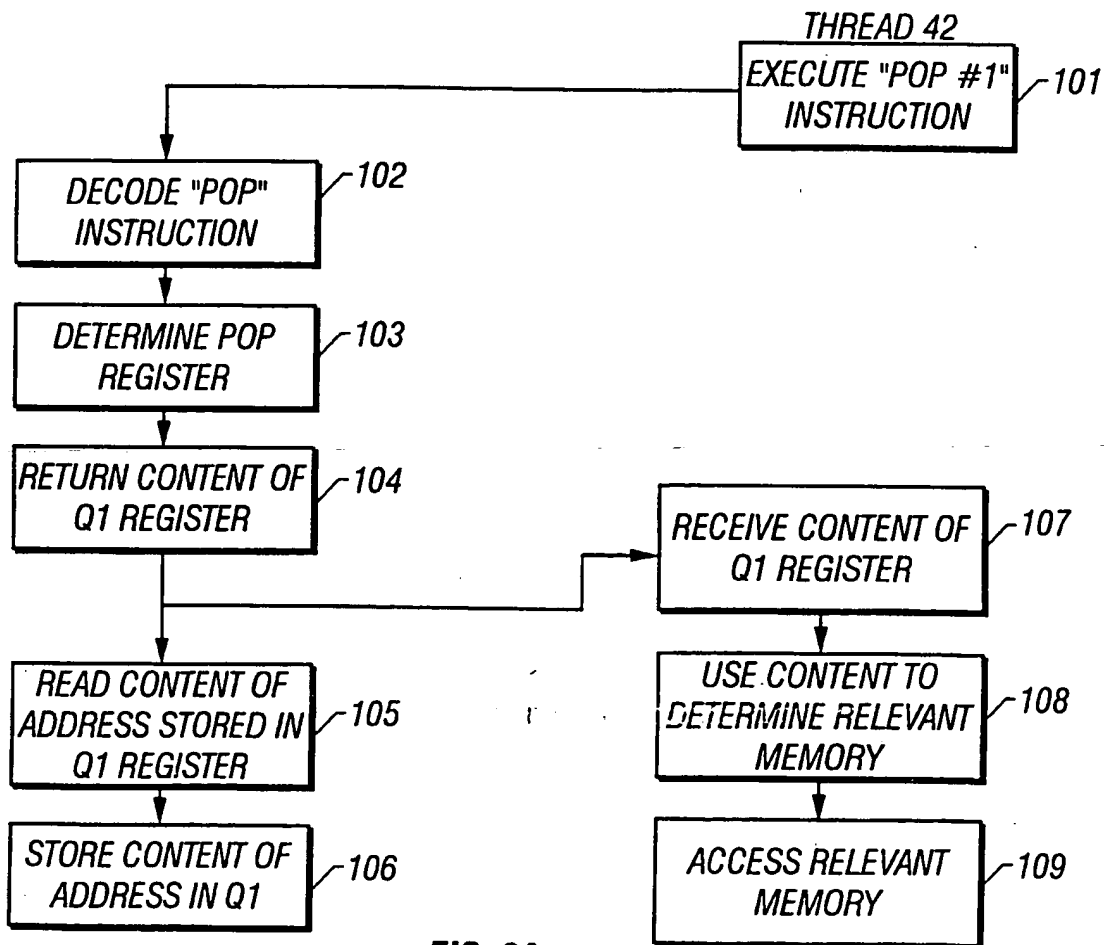 THREAD 42
EXECUTE "POP #1"
INSTRUCTION
101
DECODE "POP"
INSTRUCTION
102
DETERMINE POP
REGISTER
103
RETURN CONTENT OF
Q1 REGISTER
104
RECEIVE CONTENT OF
Q1 REGISTER
107
READ CONTENT OF
ADDRESS STORED IN
Q1 REGISTER
105
USE CONTENT TO
DETERMINE RELEVANT
MEMORY
108
STORE CONTENT OF
ADDRESS IN Q1
106
ACCESS RELEVANT
MEMORY
109